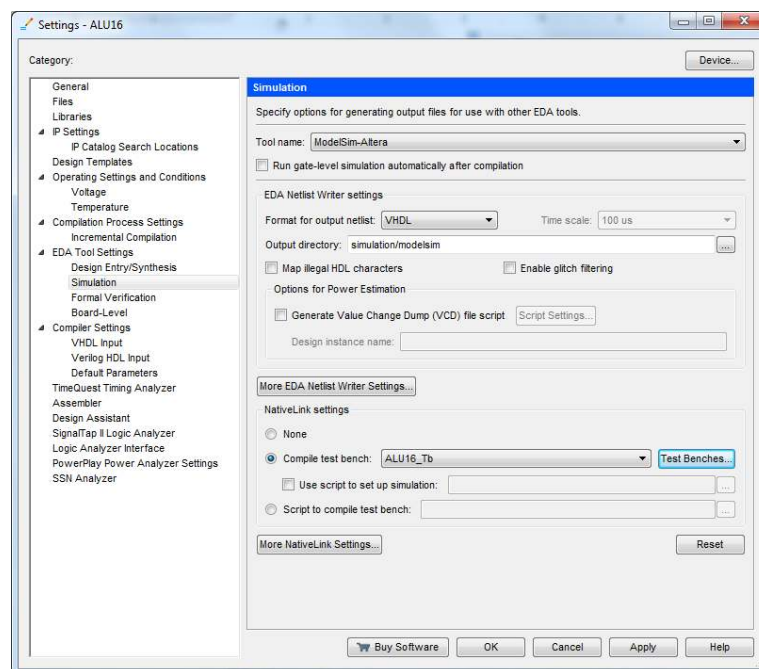 Settings - ALU16
Category:
Device...
General
Files
Libraries
IP Settings
IP Catalog Search Locations
Design Templates
Operating Settings and Conditions
Voltage
Temperature
Compilation Process Settings
Incremental Compilation
EDA Tool Settings
Design Entry/Synthesis
Simulation
Formal Verification
Board-Level
Compiler Settings
VHDL Input
Verilog HDL Input
Default Parameters
TimeQuest Timing Analyzer
Assembler
Design Assistant
SignalTap II Logic Analyzer
Logic Analyzer Interface
PowerPlay Power Analyzer Settings
SSN Analyzer
Simulation
Specify options for generating output files for use with other EDA tools.
Tool name: ModelSim-Altera
Run gate-level simulation automatically after compilation
EDA Netlist Writer settings
Format for output netlist: VHDL Time scale: 100 us
Output directory: simulation/modelsim ...
Map illegal HDL characters Enable glitch filtering
Options for Power Estimation
Generate Value Change Dump (VCD) file script Script Settings...
Design instance name:
More EDA Netlist Writer Settings...
NativeLink settings
None
Compile test bench: ALU16_Tb Test Benches...
Use script to set up simulation: ...
Script to compile test bench: ...
More NativeLink Settings... Reset
Buy Software OK Cancel Apply Help